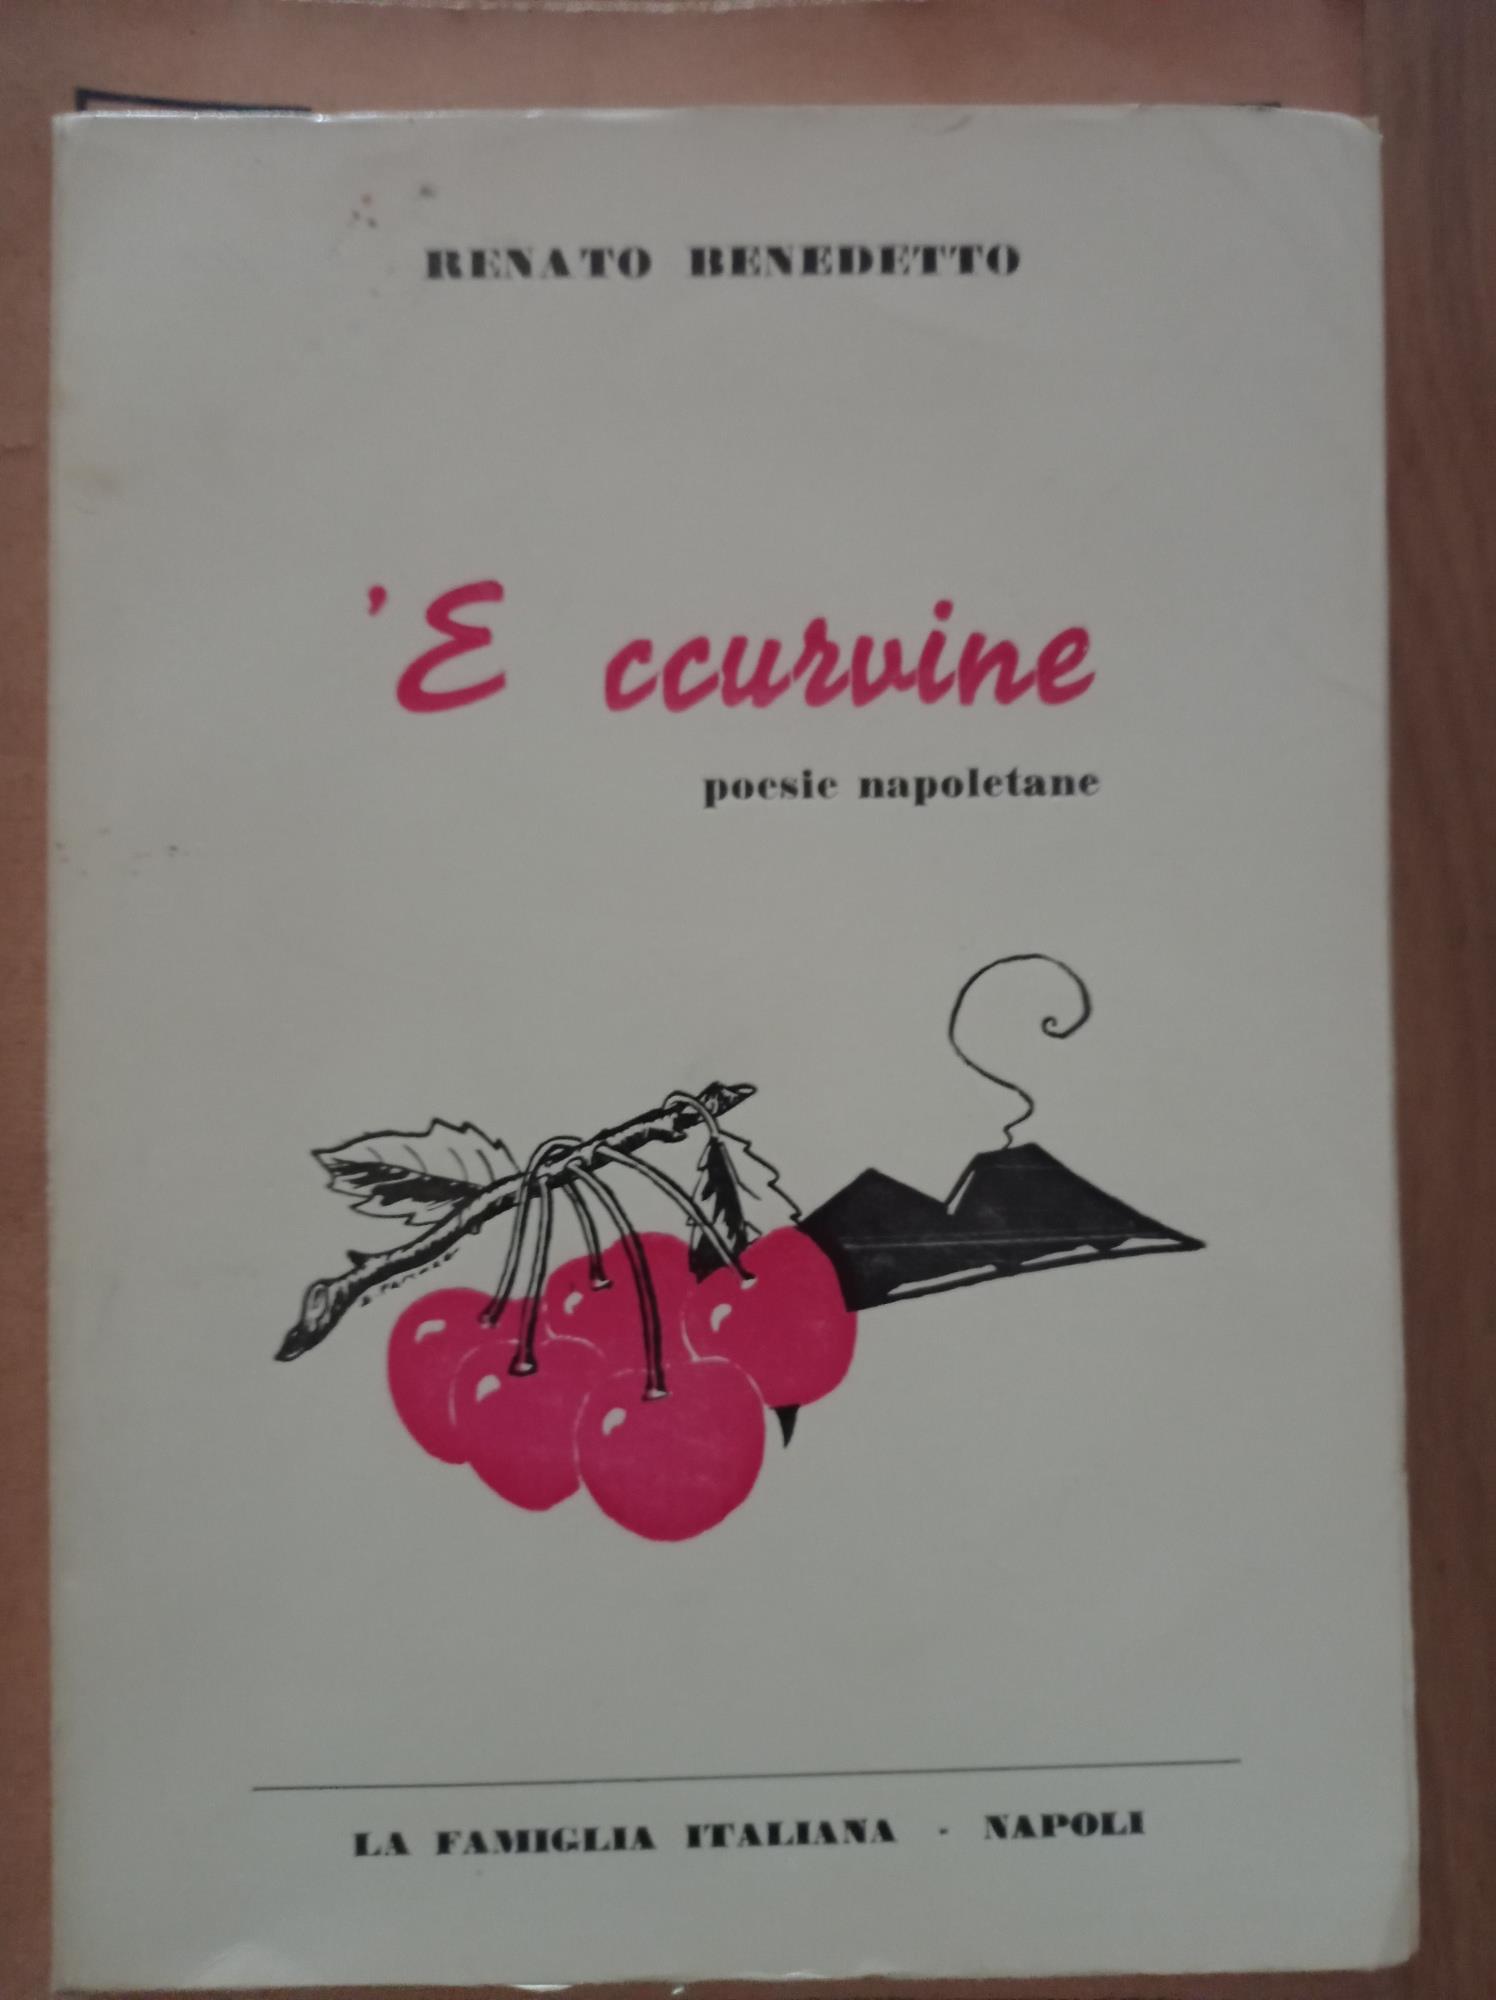 RENATO BENEDETTO
'E ccurvine
poesie napoletane
LA FAMIGLIA ITALIANA - NAPOLI